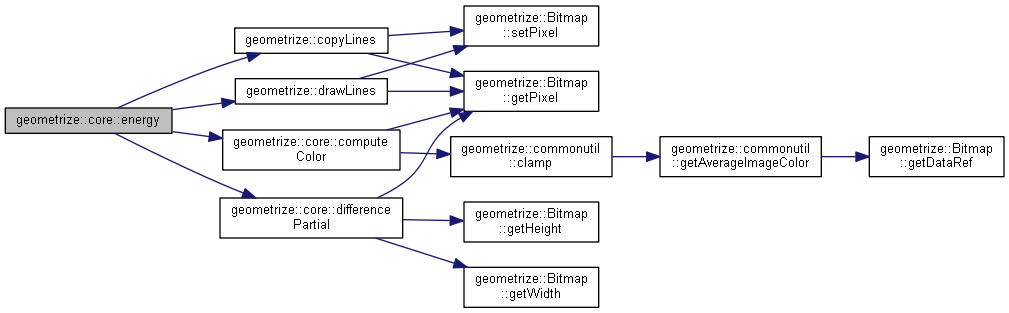 geometrize::core::energy
geometrize::copyLines
geometrize::drawLines
geometrize::core::compute
Color
geometrize::core::difference
Partial
geometrize::Bitmap
::setPixel
geometrize::Bitmap
::getPixel
geometrize::commonutil
::clamp
geometrize::Bitmap
::getHeight
geometrize::Bitmap
::getWidth
geometrize::commonutil
::getAverageImageColor
geometrize::Bitmap
::getDataRef